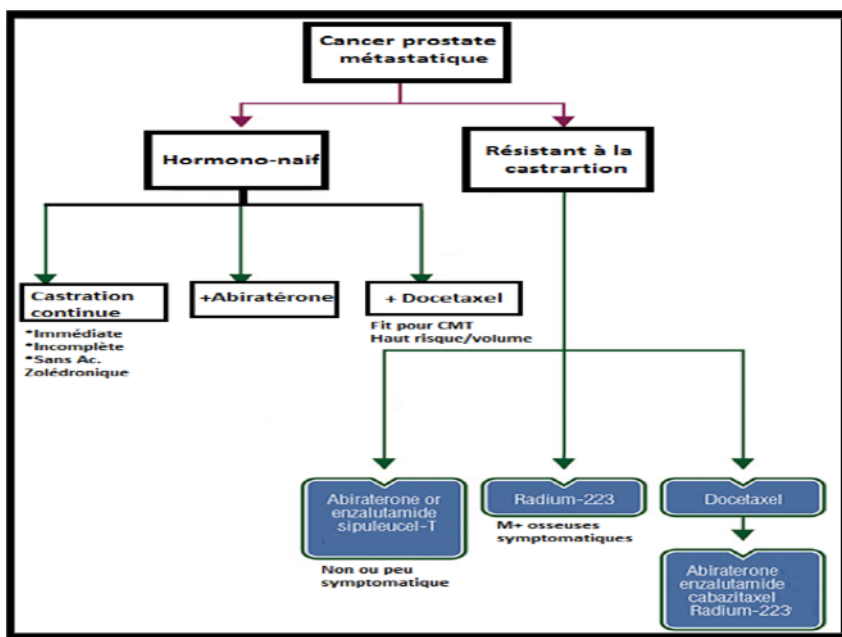 Cancer prostate
métastatique
Hormono-naif
Résistant à la
castrartion
Castration
continue
+Abiratérone
+ Docetaxel
*Immédiate
*Incomplète
*Sans Ac.
Zolédronique
Fit pour CMT
Haut risque/volume
Abiraterone or
enzalutamide
sipuleucel-T
Radium-223
Docetaxel
Non ou peu
symptomatique
M+ osseuses
symptomatiques
Abiraterone
enzalutamide
cabazitaxel
Radium-223